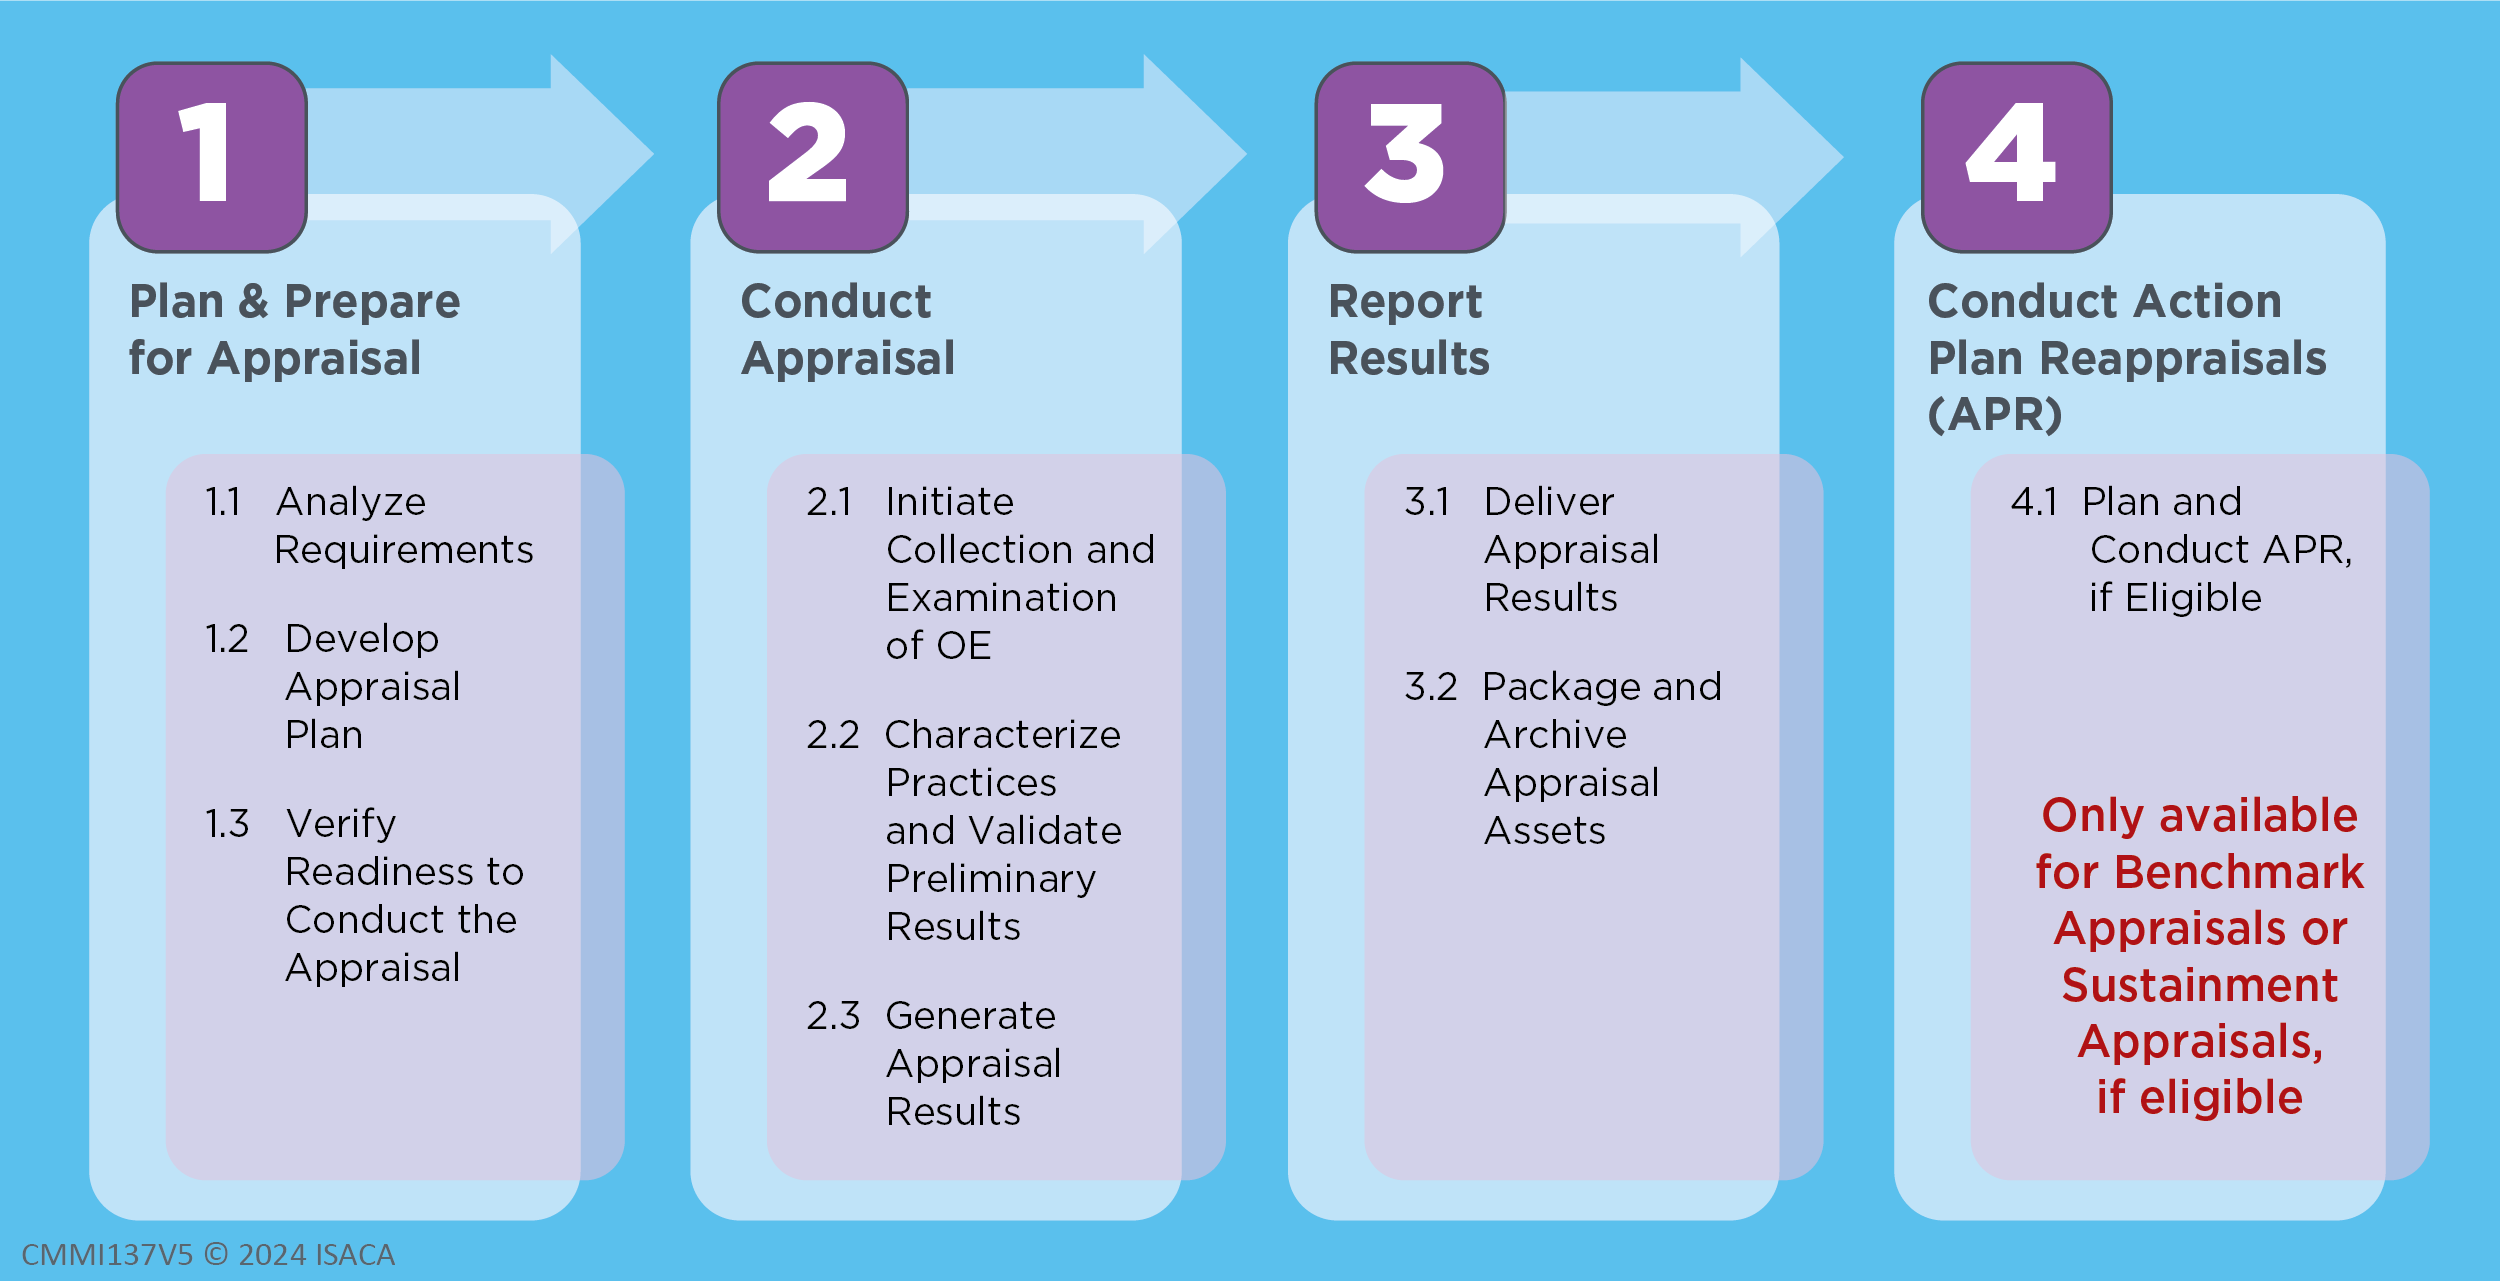 1
Plan & Prepare
for Appraisal
1.1 Analyze
Requirements
1.2 Develop
Appraisal
Plan
1.3 Verify
Readiness to
Conduct the
Appraisal
2
Conduct
Appraisal
2.1 Initiate
Collection and
Examination
of OE
2.2 Characterize
Practices
and Validate
Preliminary
Results
2.3 Generate
Appraisal
Results
3
Report
Results
3.1 Deliver
Appraisal
Results
3.2 Package and
Archive
Appraisal
Assets
4
Conduct Action
Plan Reappraisals
(APR)
4.1 Plan and
Conduct APR,
if Eligible
Only available
for Benchmark
Appraisals or
Sustainment
Appraisals,
if eligible
CMMI137V5 © 2024 ISACA